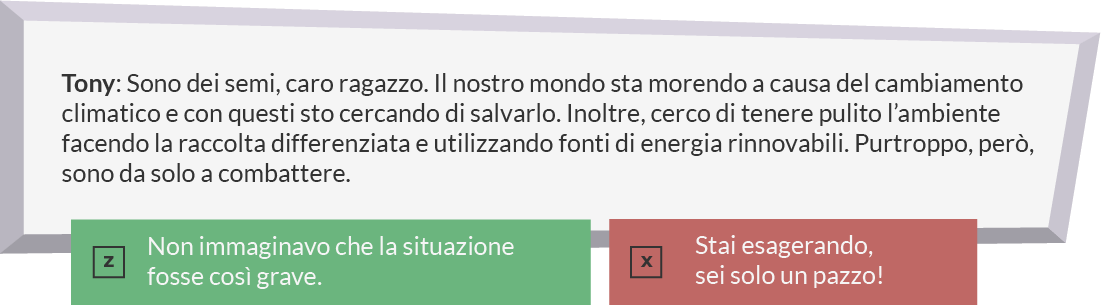 Tony: Sono dei semi, caro ragazzo. Il nostro mondo sta morendo a causa del cambiamento
climatico e con questi sto cercando di salvarlo. Inoltre, cerco di tenere pulito l’ambiente
facendo la raccolta differenziata e utilizzando fonti di energia rinnovabili. Purtroppo, però,
sono da solo a combattere.
z
Non immaginavo che la situazione
fosse così grave.
x
Stai esagerando,
sei solo un pazzo!